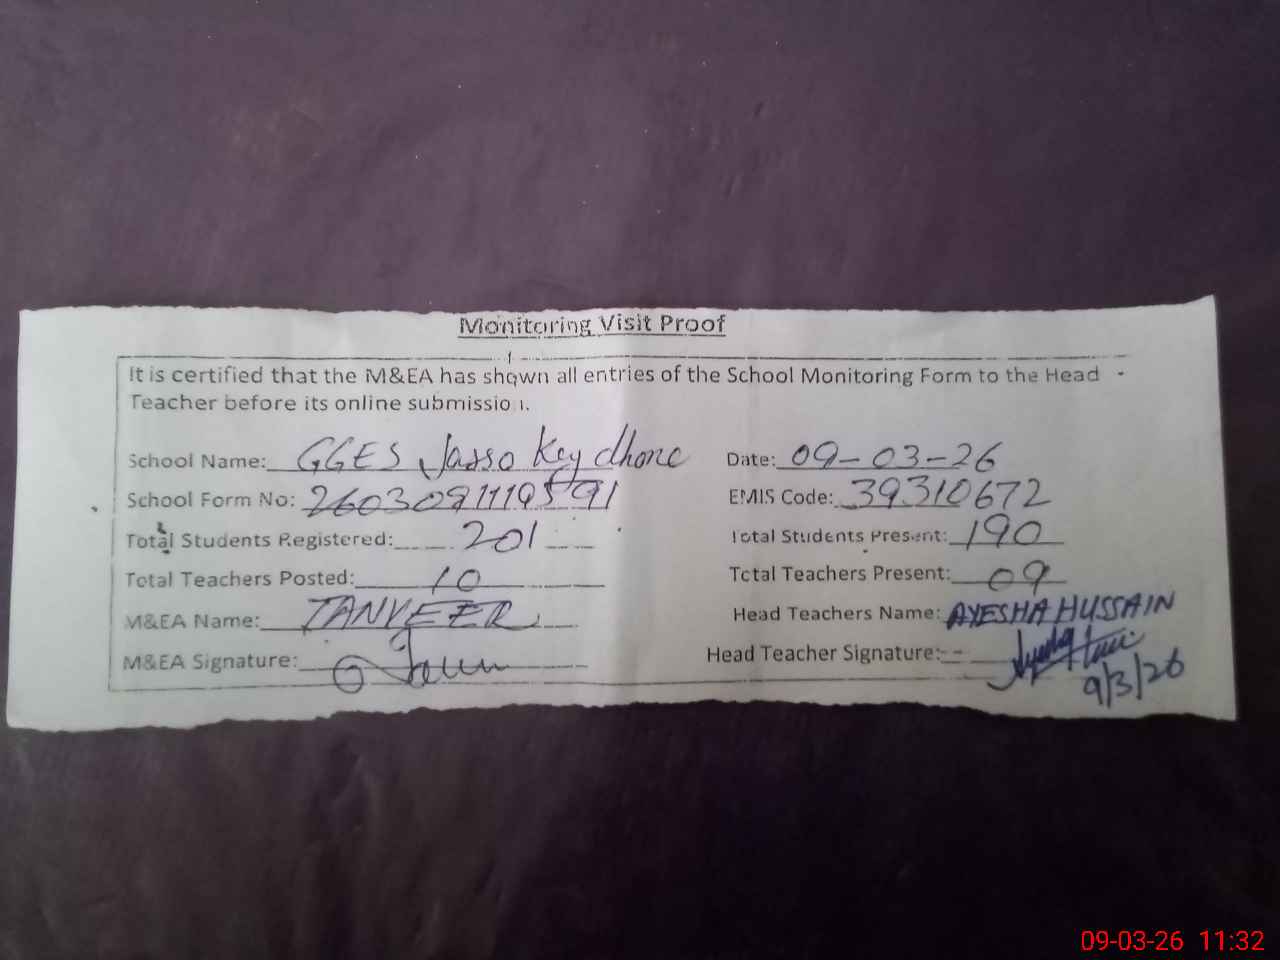 Monitoring Visit Proof
It is certified that the M&EA has shown all entries of the School Monitoring Form to the Head
Teacher before its online submission.
School Name: GGES Jasso Key dhone Date: 09-03-26
School Form No: EMIS Code: 39310672
Total Students Registered: 201 Total Students Present: 190
Total Teachers Posted: 10 Total Teachers Present: 09
M&EA Name: TANVEER Head Teachers Name: AYESHA HUSSAIN
M&EA Signature: Head Teacher Signature:
9/3/26
09-03-26 11:32